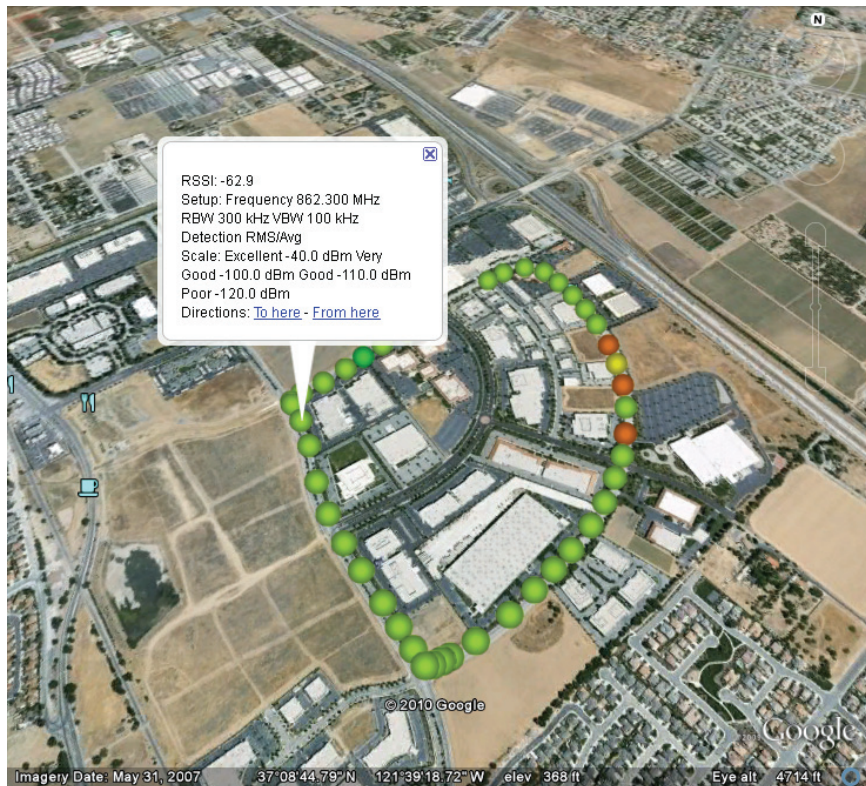 N
RSSI: -62.9
Setup: Frequency 862.300 MHz
RBW 300 kHz VBW 100 kHz
Detection RMS/Avg
Scale: Excellent -40.0 dBm Very
Good -100.0 dBm Good -110.0 dBm
Poor -120.0 dBm
Directions: To here - From here
© 2010 Google
Google
Imagery Date: May 31, 2007 37°08'44.79" N 121°39'18.72" W elev 368 ft Eye alt 4714 ft